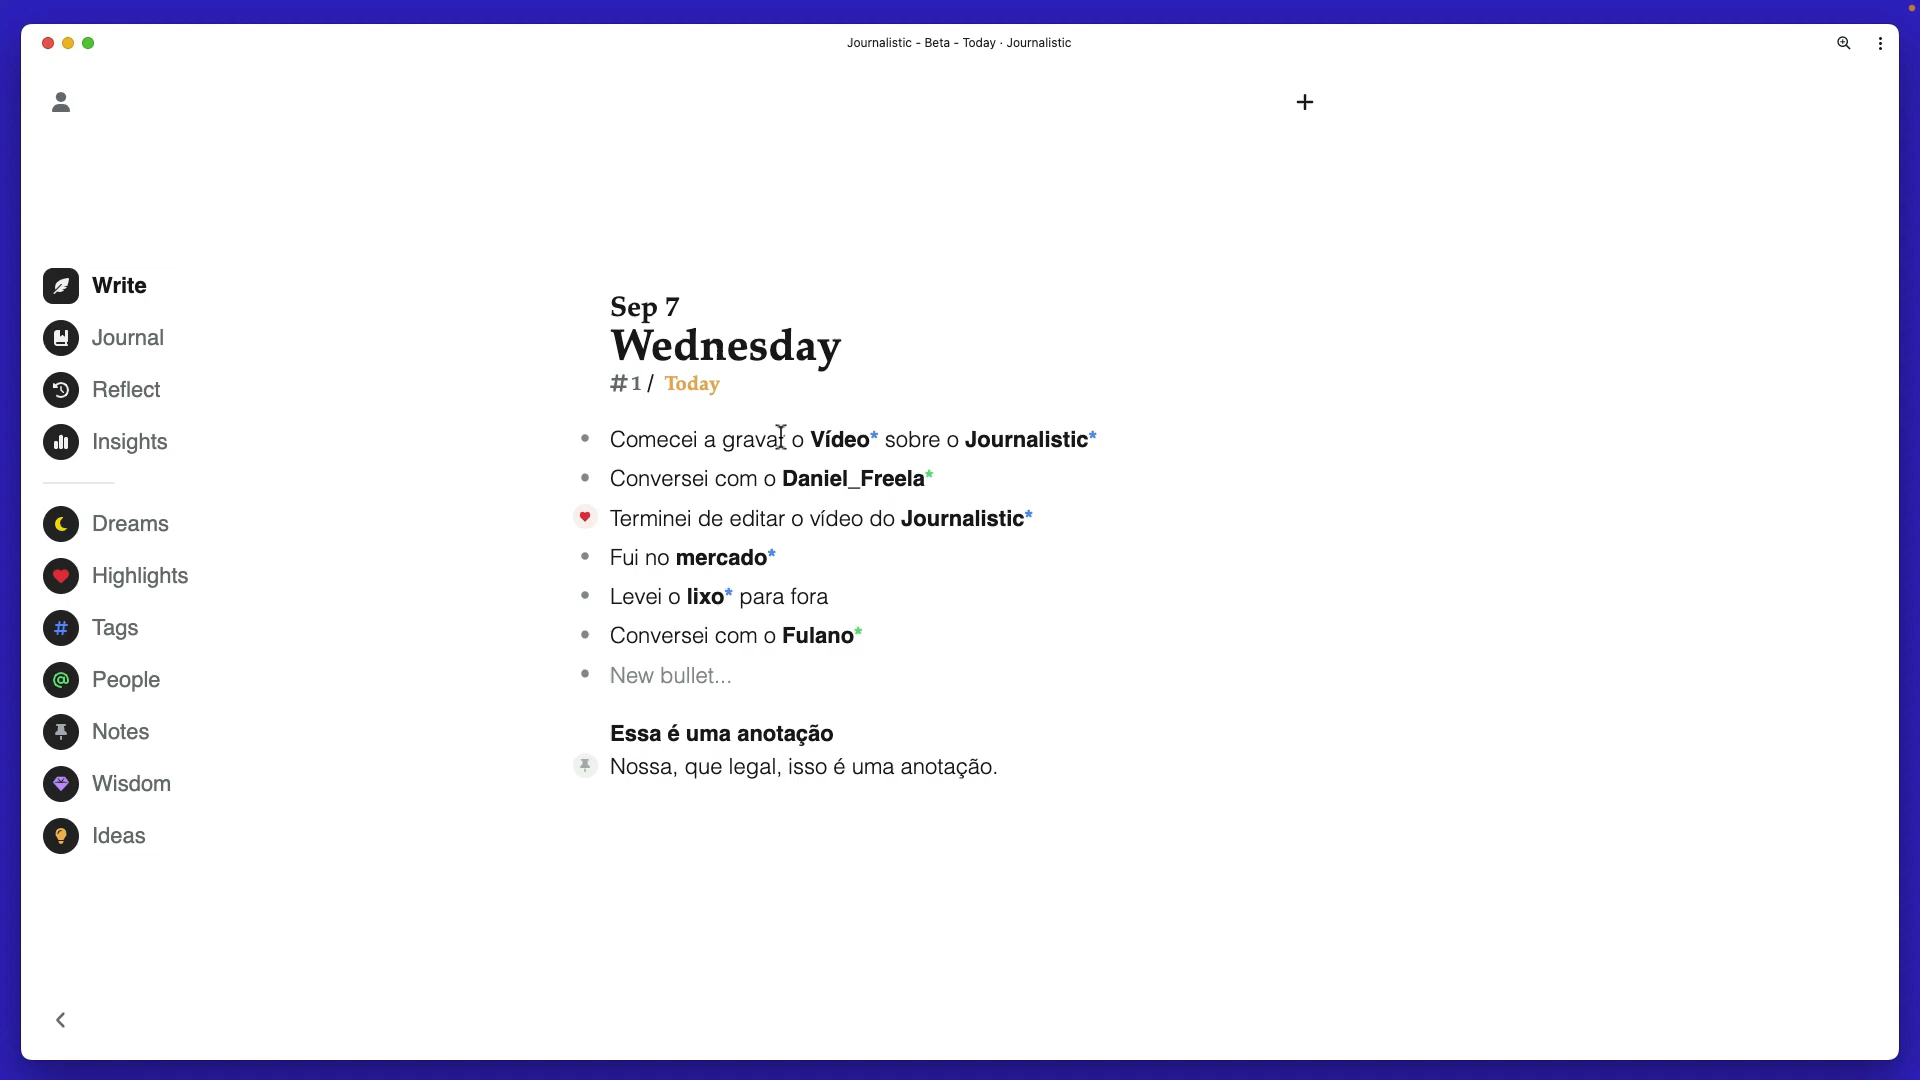 Journalistic - Beta - Today · Journalistic
Write
Journal
Reflect
Insights
Dreams
Highlights
Tags
People
Notes
Wisdom
Ideas
Sep 7
Wednesday
#1 / Today
Comecei a gravar o Vídeo* sobre o Journalistic*
Conversei com o Daniel_Freela*
Terminei de editar o vídeo do Journalistic*
Fui no mercado*
Levei o lixo* para fora
Conversei com o Fulano*
New bullet...
Essa é uma anotação
Nossa, que legal, isso é uma anotação.